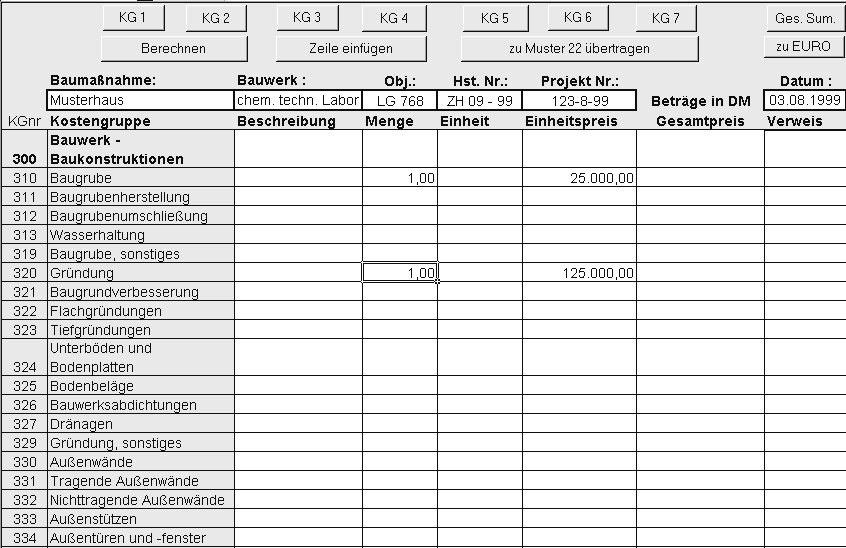 KG 1 KG 2 KG 3 KG 4 KG 5 KG 6 KG 7 Ges. Sum.
Berechnen Zeile einfügen zu Muster 22 übertragen zu EURO
Baumaßnahme: Bauwerk : Obj.: Hst. Nr.: Projekt Nr.: Datum :
Musterhaus chem. techn. Labor LG 768 ZH 09 - 99 123-8-99 Beträge in DM 03.08.1999
KGnr Kostengruppe Beschreibung Menge Einheit Einheitspreis Gesamtpreis Verweis
Bauwerk -
300 Baukonstruktionen
310 Baugrube 1,00 25.000,00
311 Baugrubenherstellung
312 Baugrubenumschließung
313 Wasserhaltung
319 Baugrube, sonstiges
320 Gründung 1,00 125.000,00
321 Baugrundverbesserung
322 Flachgründungen
323 Tiefgründungen
Unterböden und
324 Bodenplatten
325 Bodenbeläge
326 Bauwerksabdichtungen
327 Dränagen
329 Gründung, sonstiges
330 Außenwände
331 Tragende Außenwände
332 Nichttragende Außenwände
333 Außenstützen
334 Außentüren und -fenster